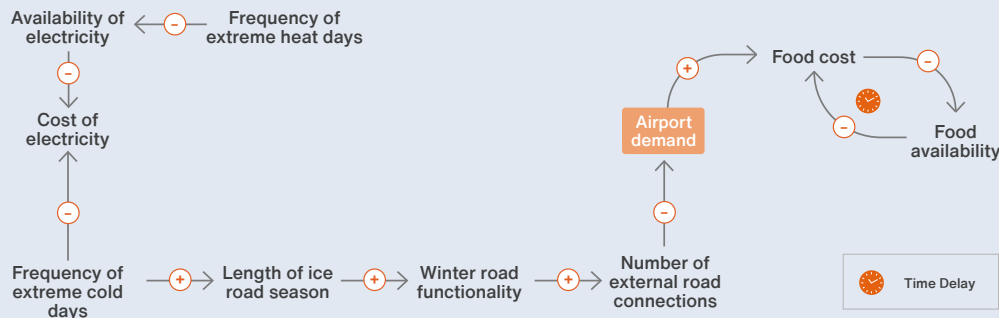 Availability of
electricity
-
Frequency of
extreme heat days
-
Cost of
electricity
-
Frequency of
extreme cold
days
+
Length of ice
road season
+
Winter road
functionality
+
Number of
external road
connections
-
Airport
demand
+
Food cost
-
-
Food
availability
Time Delay